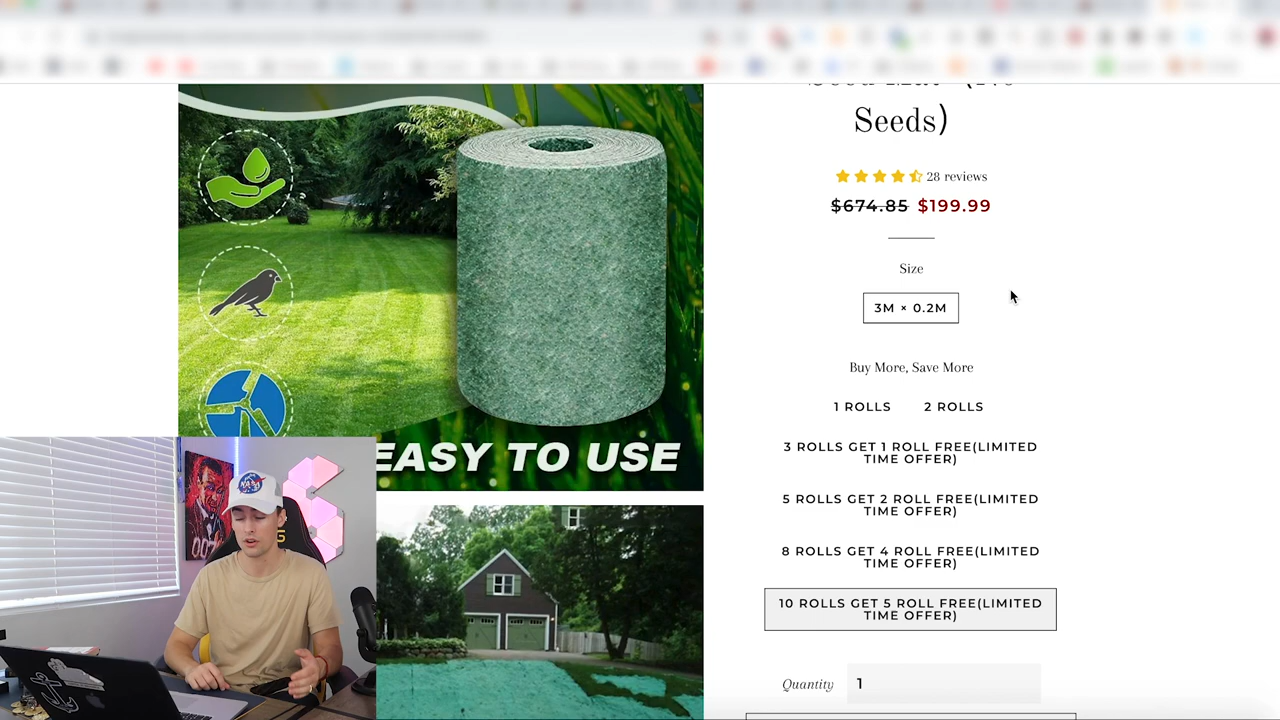 Seeds)
28 reviews
$674.85 $199.99
Size
3M × 0.2M
Buy More, Save More
1 ROLLS 2 ROLLS
3 ROLLS GET 1 ROLL FREE(LIMITED
TIME OFFER)
5 ROLLS GET 2 ROLL FREE(LIMITED
TIME OFFER)
8 ROLLS GET 4 ROLL FREE(LIMITED
TIME OFFER)
10 ROLLS GET 5 ROLL FREE(LIMITED
TIME OFFER)
Quantity 1
EASY TO USE
NASA
007